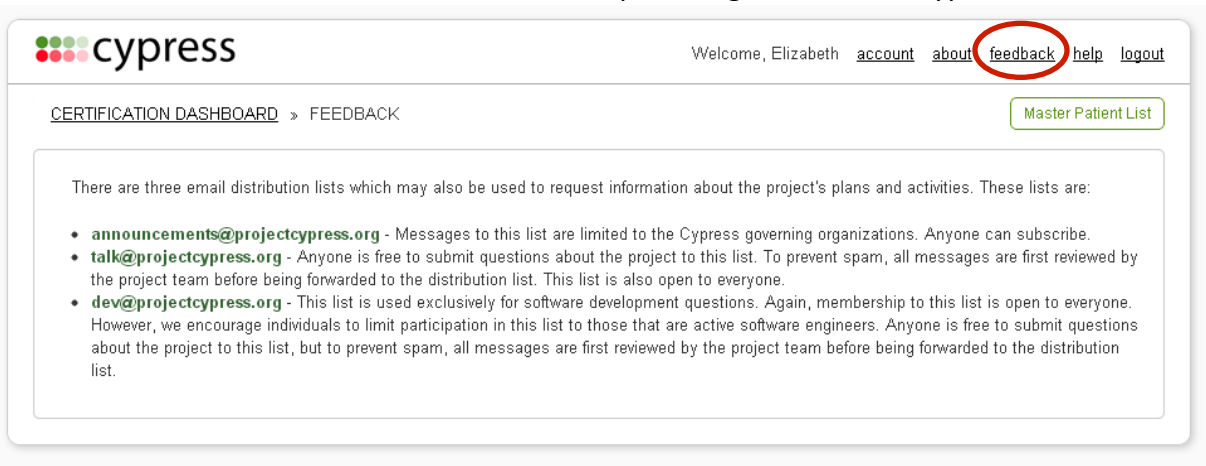 cypress
Welcome, Elizabeth account about feedback help logout
CERTIFICATION DASHBOARD » FEEDBACK
Master Patient List
There are three email distribution lists which may also be used to request information about the project's plans and activities. These lists are:
• announcements@projectcypress.org - Messages to this list are limited to the Cypress governing organizations. Anyone can subscribe.
• talk@projectcypress.org - Anyone is free to submit questions about the project to this list. To prevent spam, all messages are first reviewed by
the project team before being forwarded to the distribution list. This list is also open to everyone.
• dev@projectcypress.org - This list is used exclusively for software development questions. Again, membership to this list is open to everyone.
However, we encourage individuals to limit participation in this list to those that are active software engineers. Anyone is free to submit questions
about the project to this list, but to prevent spam, all messages are first reviewed by the project team before being forwarded to the distribution
list.